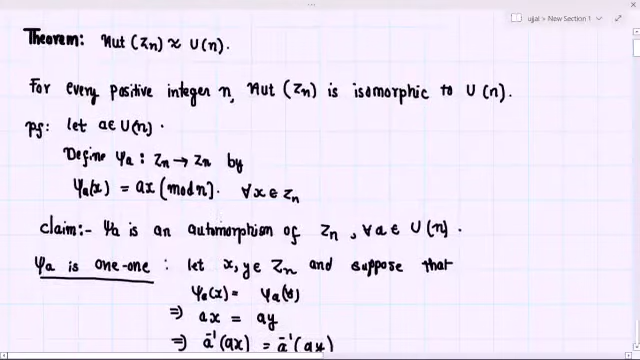 ujjal > New Section 1
Theorem: Aut (Zn) ≈ U(n).
For every positive integer n, Aut (Zn) is isomorphic to U(n).
pf: let a∈U(n).
Define ψa : Zn → Zn by
ψa(x) = ax (mod n). ∀x∈ Zn
claim:- ψa is an automorphism of Zn, ∀a∈ U(n).
ψa is one-one : let x, y∈ Zn and suppose that
ψa(x) = ψa(y)
⇒ ax = ay
⇒ a⁻¹(ax) = a⁻¹(ay)